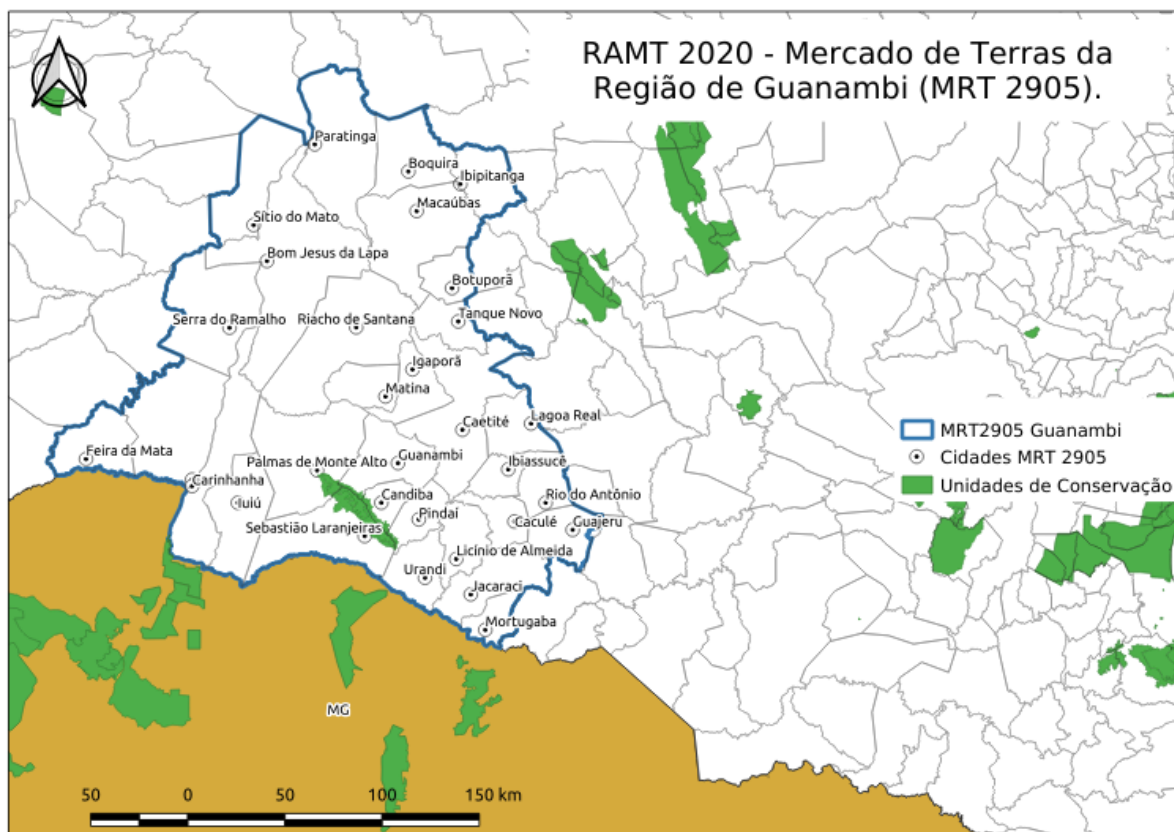 RAMT 2020 - Mercado de Terras da
Região de Guanambi (MRT 2905).
Paratinga
Boquira
Ibipitanga
Macaúbas
Sítio do Mato
Bom Jesus da Lapa
Botuporã
Serra do Ramalho
Riacho de Santana
Tanque Novo
Igaporã
Matina
Caetité
Lagoa Real
Feira da Mata
Palmas de Monte Alto
Guanambi
Ibiassucê
Carinhanha
Iuiú
Candiba
Rio do Antônio
Pindaí
Caculé
Guajeru
Sebastião Laranjeiras
Licínio de Almeida
Urandi
Jacaraci
Mortugaba
MRT2905 Guanambi
Cidades MRT 2905
Unidades de Conservação
MG
50 0 50 100 150 km